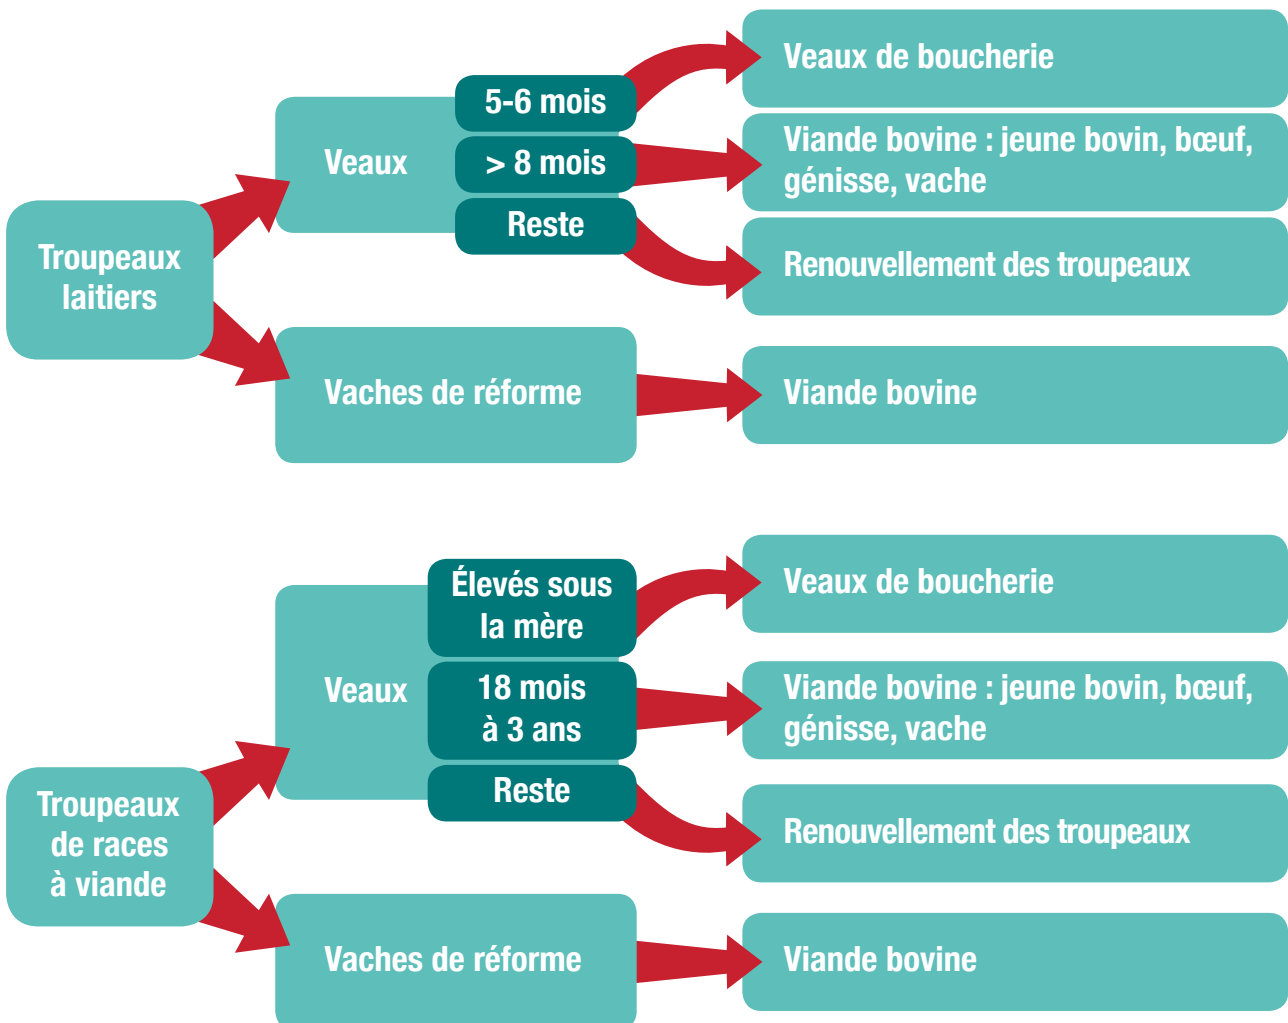 Troupeaux
laitiers
Veaux
5-6 mois
> 8 mois
Reste
Veaux de boucherie
Viande bovine : jeune bovin, bœuf,
génisse, vache
Renouvellement des troupeaux
Vaches de réforme
Viande bovine
Troupeaux
de races
à viande
Veaux
Élevés sous
la mère
18 mois
à 3 ans
Reste
Veaux de boucherie
Viande bovine : jeune bovin, bœuf,
génisse, vache
Renouvellement des troupeaux
Vaches de réforme
Viande bovine